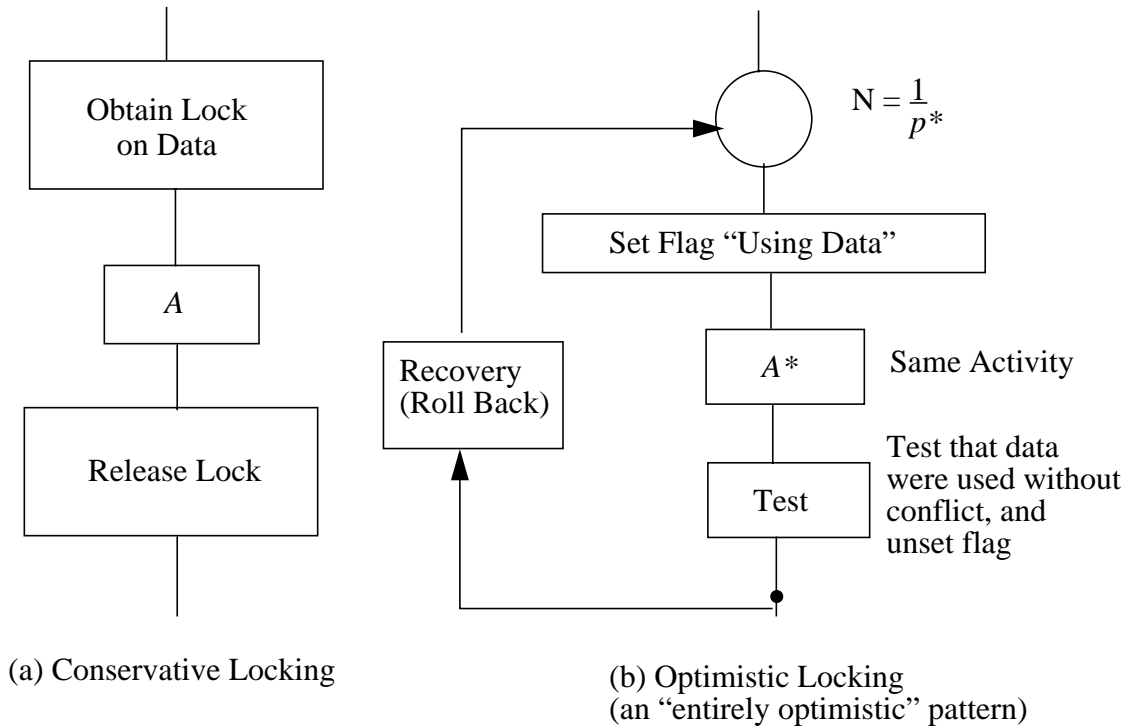 Obtain Lock
on Data
A
Release Lock
(a) Conservative Locking
N = 1/p*
Set Flag “Using Data”
A*
Same Activity
Recovery
(Roll Back)
Test
Test that data
were used without
conflict, and
unset flag
(b) Optimistic Locking
(an “entirely optimistic” pattern)